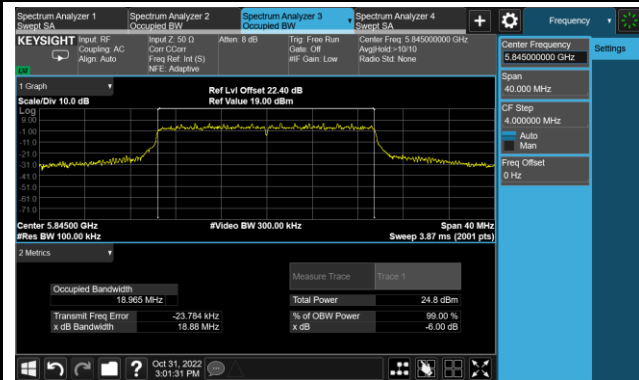 Spectrum Analyzer 1
Swept SA
Spectrum Analyzer 2
Occupied BW
Spectrum Analyzer 3
Occupied BW
Spectrum Analyzer 4
Swept SA
+
Frequency
KEYSIGHT
Input: RF
Coupling: AC
Align: Auto
Input Z: 50 Ω
Corr CCorr
Freq Ref: Int (S)
NFE: Adaptive
Atten: 8 dB
Trig: Free Run
Gate: Off
#IF Gain: Low
Center Freq: 5.845000000 GHz
Avg|Hold:>10/10
Radio Std: None
Center Frequency
5.845000000 GHz
Settings
Span
40.000 MHz
CF Step
4.000000 MHz
Auto
Man
Freq Offset
0 Hz
1 Graph
Scale/Div 10.0 dB
Ref Lvl Offset 22.40 dB
Ref Value 19.00 dBm
Log
9.00
-1.00
-11.0
-21.0
-31.0
-41.0
-51.0
-61.0
-71.0
Center 5.84500 GHz
#Res BW 100.00 kHz
#Video BW 300.00 kHz
Span 40 MHz
Sweep 3.87 ms (2001 pts)
2 Metrics
Measure Trace
Trace 1
Occupied Bandwidth
18.965 MHz
Total Power
24.8 dBm
Transmit Freq Error
-23.784 kHz
% of OBW Power
99.00 %
x dB Bandwidth
18.88 MHz
x dB
-6.00 dB
?
Oct 31, 2022
3:01:31 PM